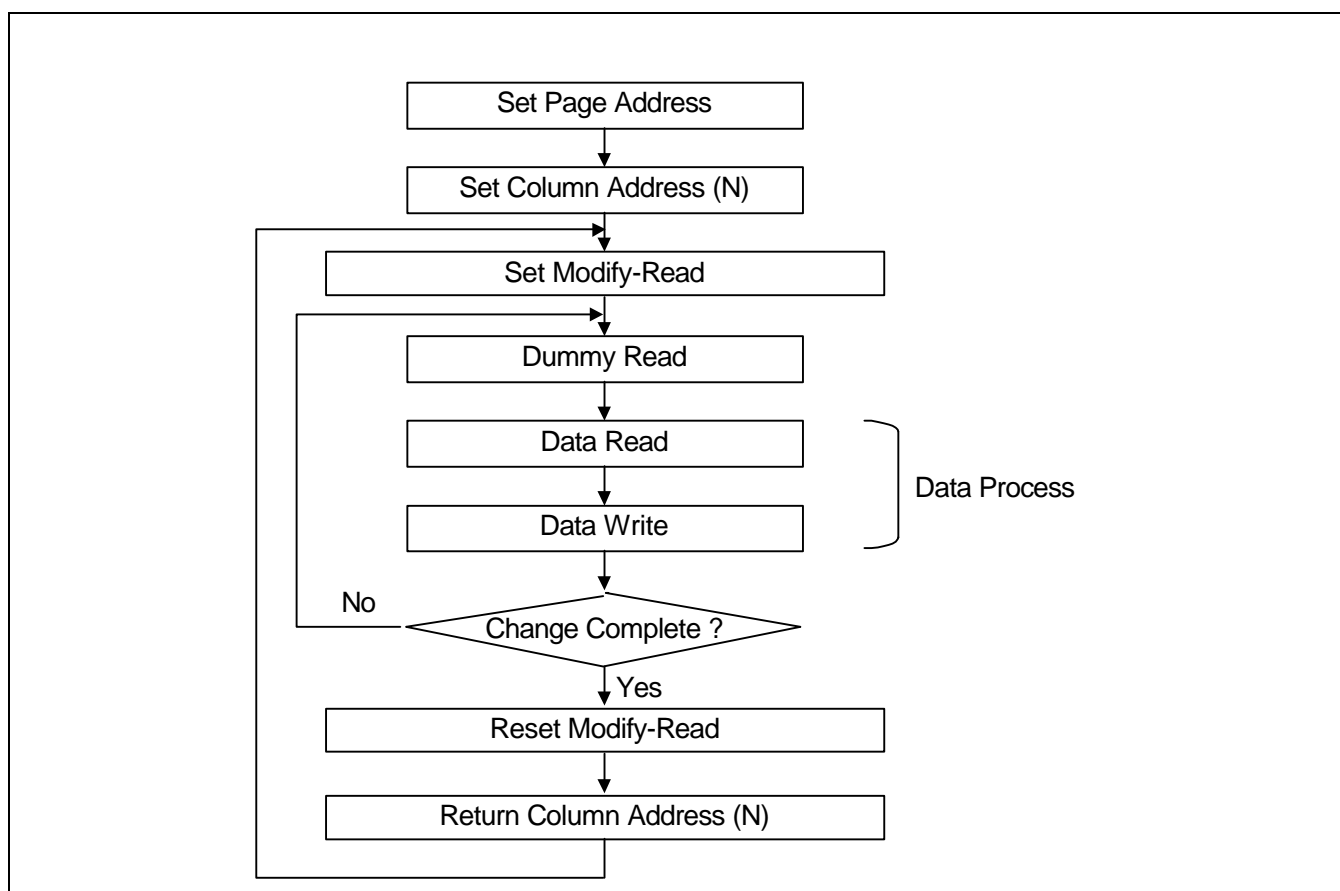 Set Page Address
Set Column Address (N)
Set Modify-Read
Dummy Read
Data Read
Data Process
Data Write
No
Change Complete ?
Yes
Reset Modify-Read
Return Column Address (N)